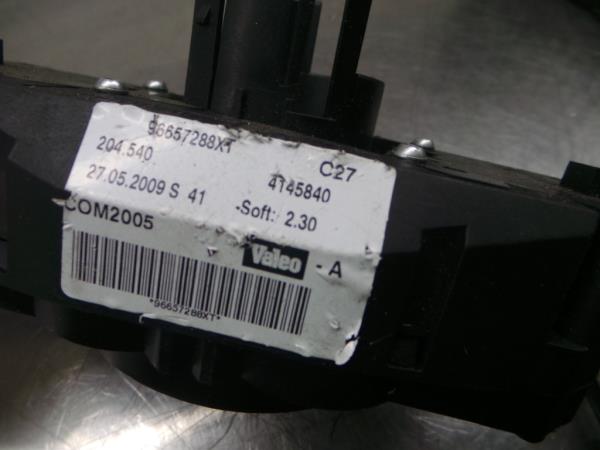 96657288XT
204.540 C27
27.05.2009 S 41 4145840
COM2005 -Soft: 2.30
Valeo - A
*96657288XT*